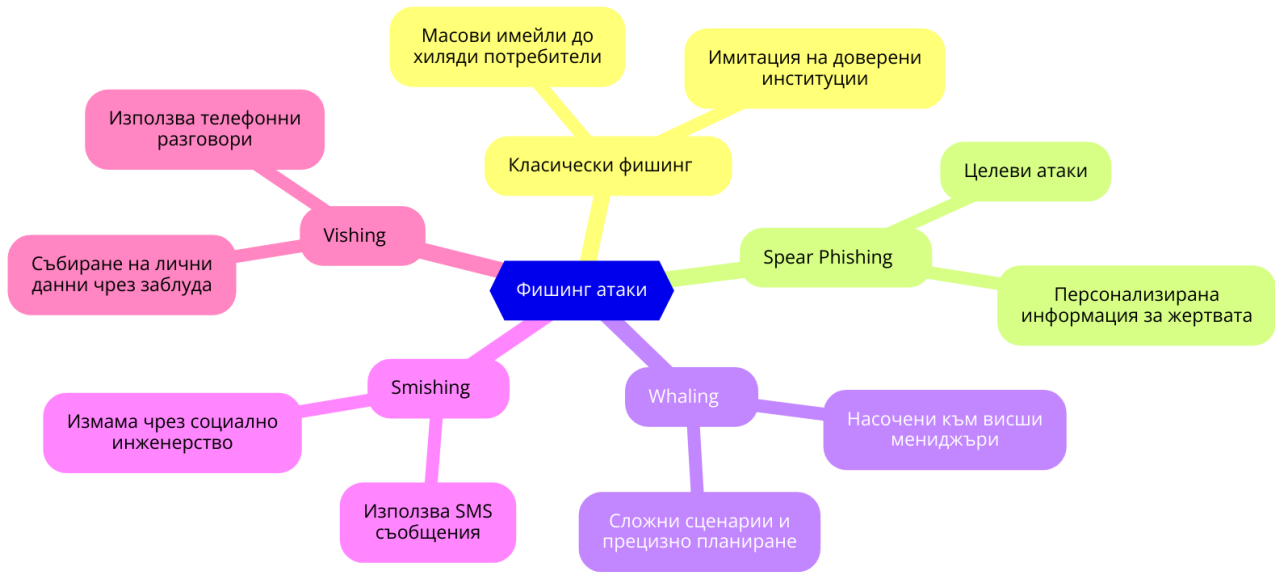 Масови имейли до
хиляди потребители
Имитация на доверени
институции
Използва телефонни
разговори
Класически фишинг
Целеви атаки
Vishing
Spear Phishing
Събиране на лични
данни чрез заблуда
Фишинг атаки
Персонализирана
информация за жертвата
Smishing
Whaling
Измама чрез социално
инженерство
Насочени към висши
мениджъри
Използва SMS
съобщения
Сложни сценарии и
прецизно планиране